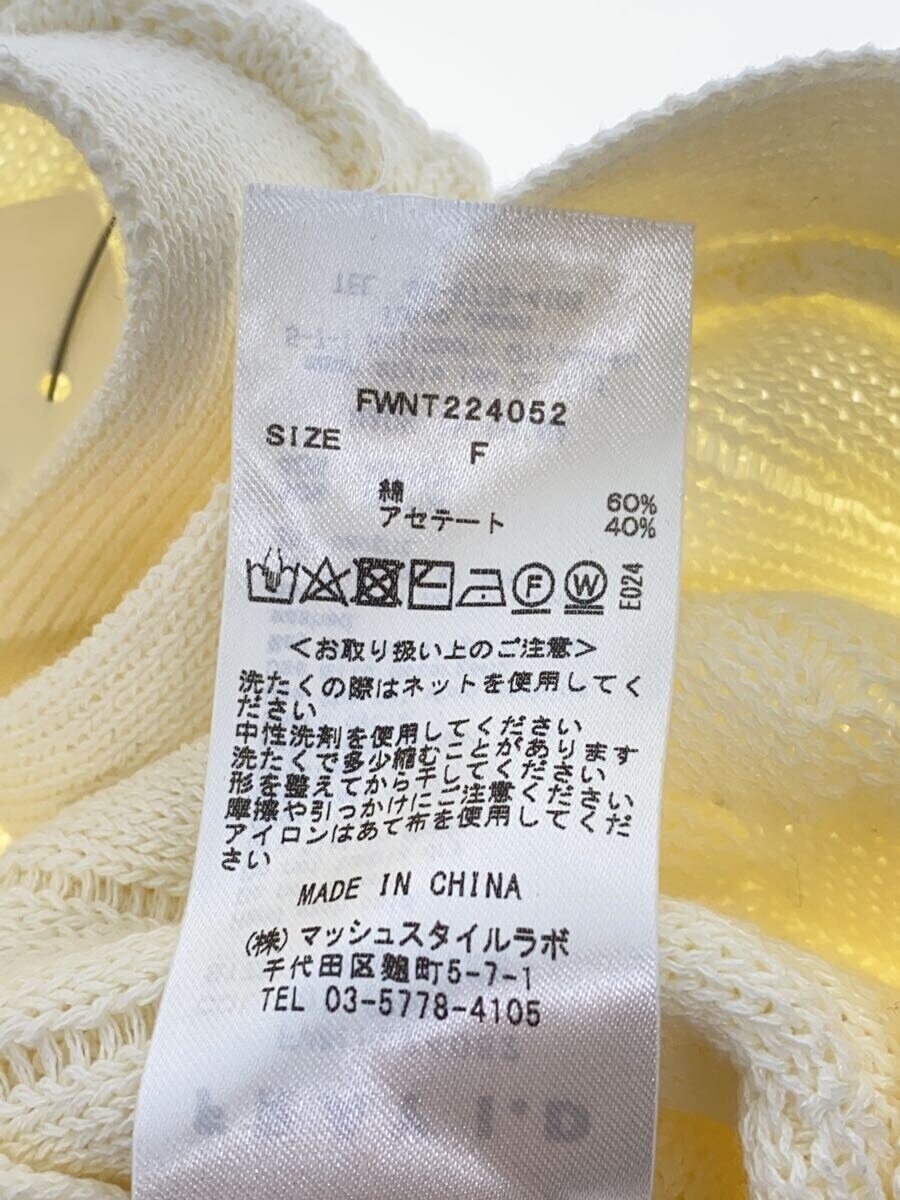 FWNT224052
SIZE F
綿 60%
アセテート 40%
F W E024
<お取り扱い上のご注意>
洗たくの際はネットを使用してく
ださい
中性洗剤を使用してください
洗たくで多少縮むことがあります
形を整えてから干してください
摩擦や引っかけにご注意ください
アイロンはあて布を使用してくだ
さい
MADE IN CHINA
(株)マッシュスタイルラボ
千代田区麹町5-7-1
TEL 03-5778-4105